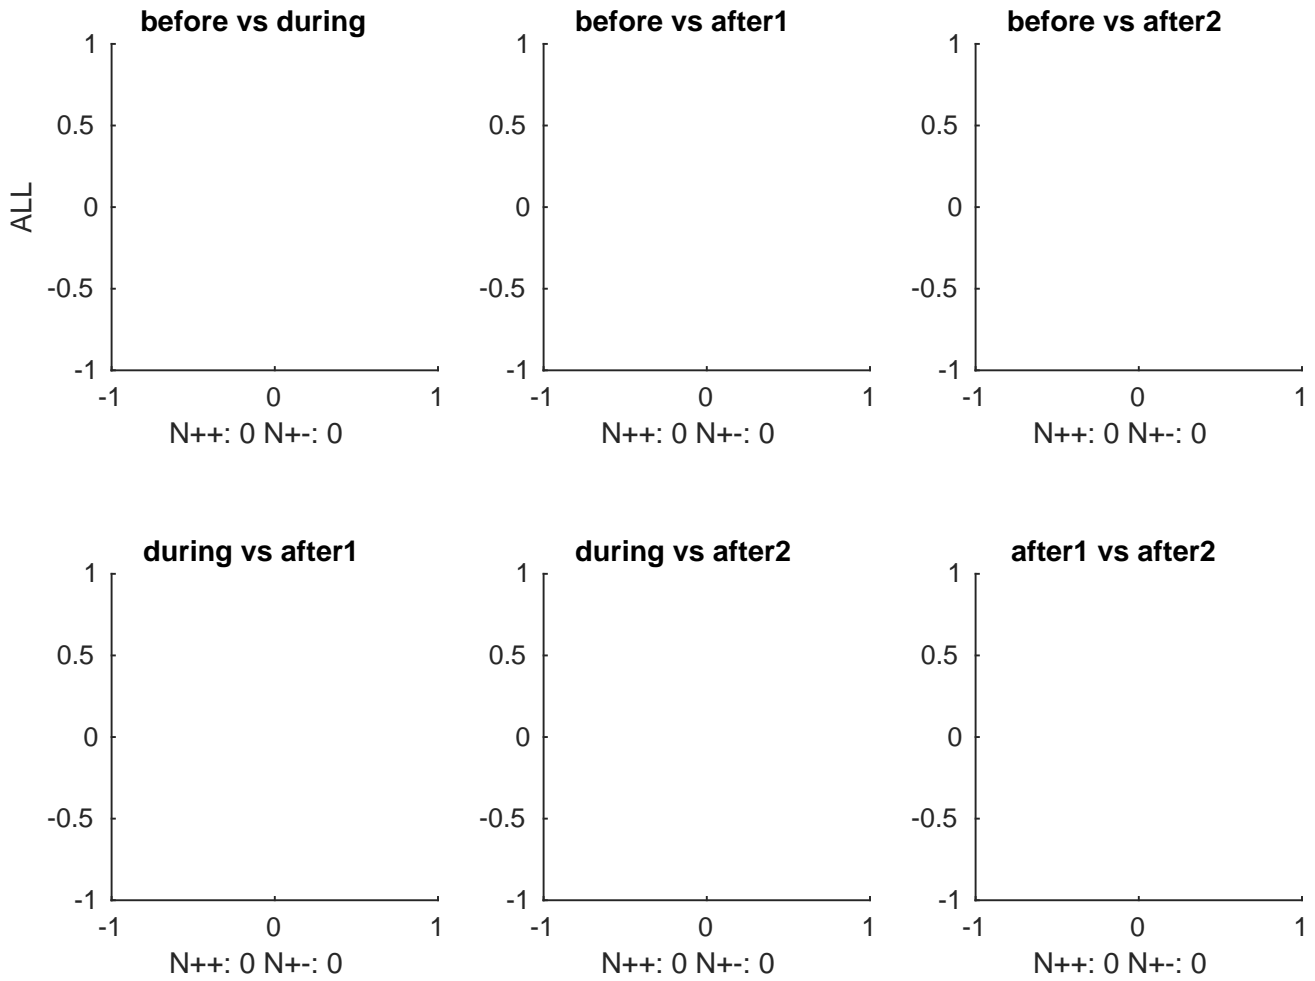 before vs during
before vs after1
before vs after2
1
0.5
0
-0.5
-1
-1 0 1
ALL
N++: 0 N+-: 0
1
0.5
0
-0.5
-1
-1 0 1
N++: 0 N+-: 0
1
0.5
0
-0.5
-1
-1 0 1
N++: 0 N+-: 0
during vs after1
during vs after2
after1 vs after2
1
0.5
0
-0.5
-1
-1 0 1
N++: 0 N+-: 0
1
0.5
0
-0.5
-1
-1 0 1
N++: 0 N+-: 0
1
0.5
0
-0.5
-1
-1 0 1
N++: 0 N+-: 0